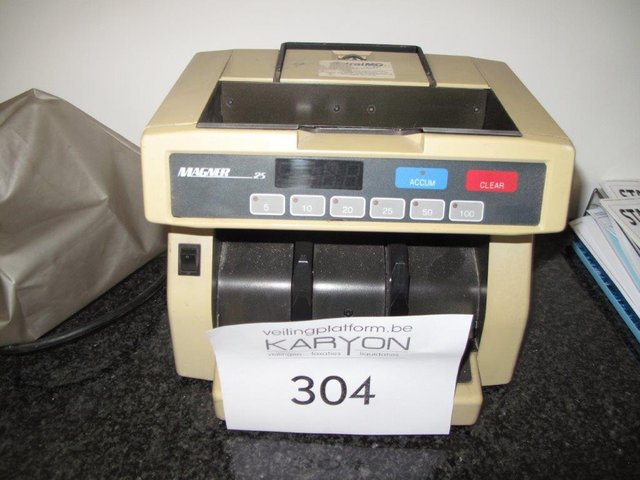 MAGNER 25
ACCUM
CLEAR
5 10 20 25 50 100
veilingplatform.be
KARYON
veilingen taxaties liquidaties
304